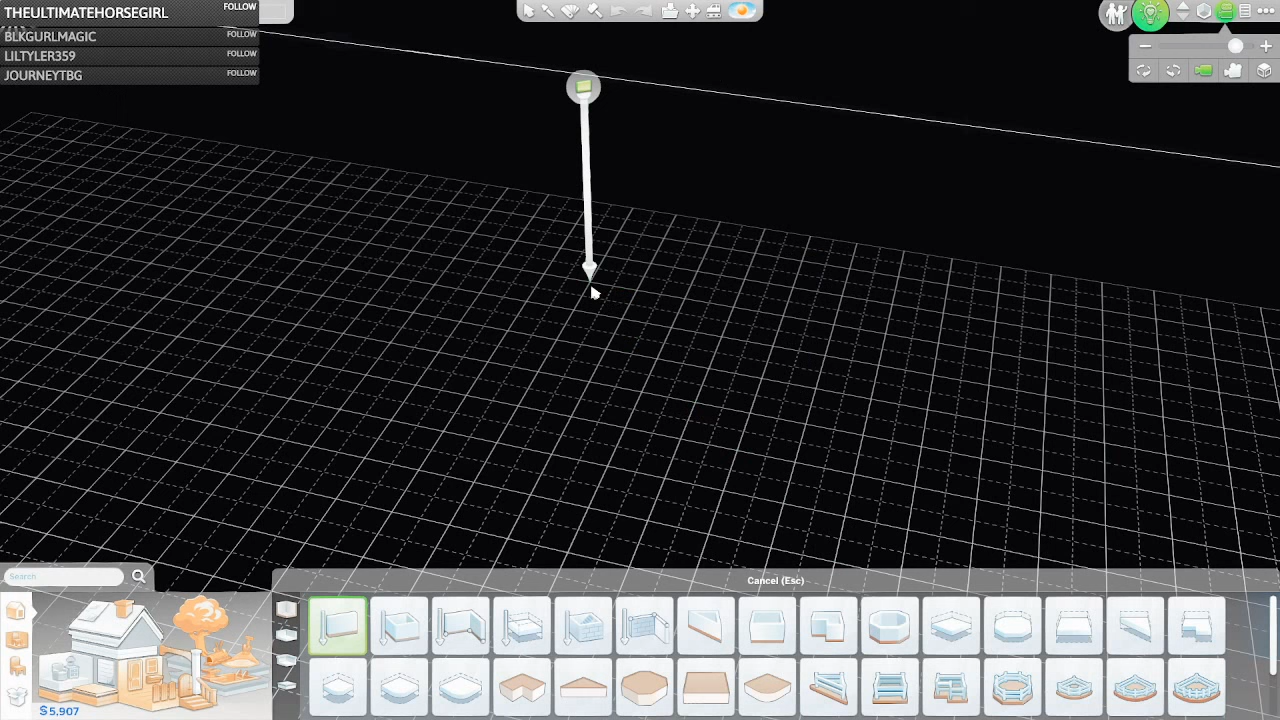 THEULTIMATEHORSEGIRL FOLLOW
BLKGURLMAGIC FOLLOW
LILTYLER359 FOLLOW
JOURNEYTBG FOLLOW
Cancel (Esc)
Search
§5,907